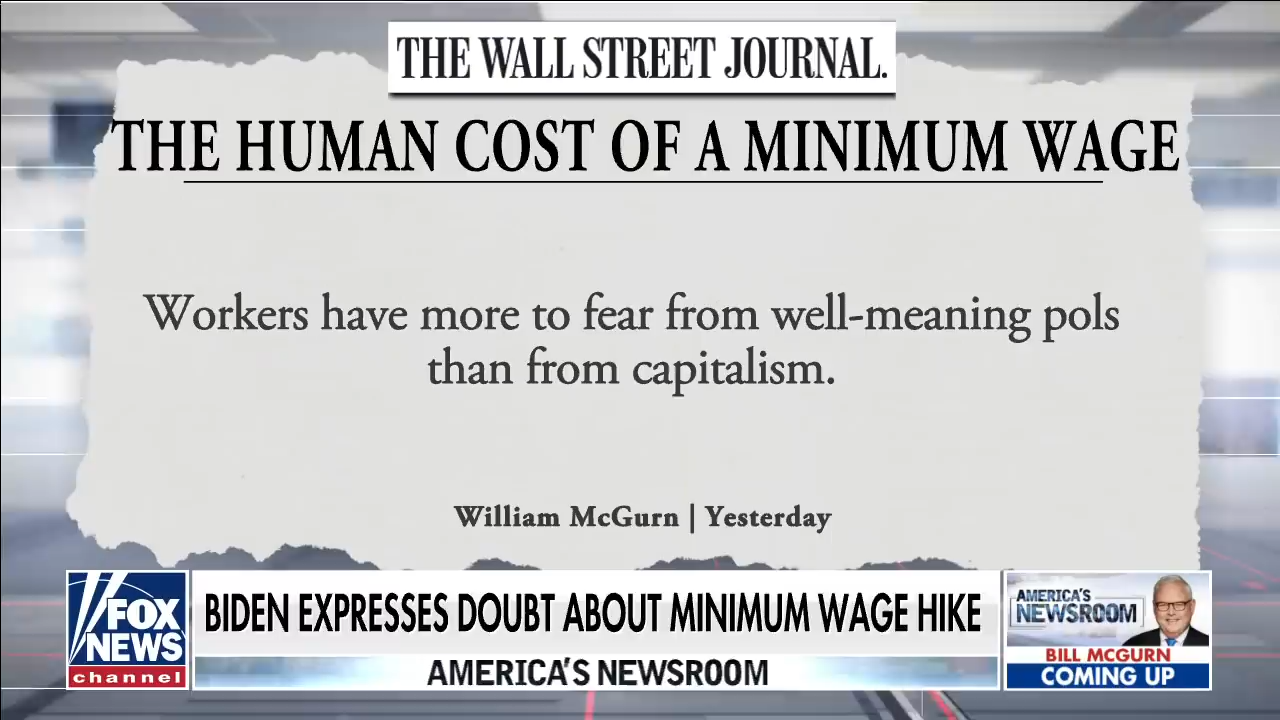 THE WALL STREET JOURNAL.
THE HUMAN COST OF A MINIMUM WAGE
Workers have more to fear from well-meaning pols
than from capitalism.
William McGurn | Yesterday
FOX
NEWS
channel
BIDEN EXPRESSES DOUBT ABOUT MINIMUM WAGE HIKE
AMERICA'S NEWSROOM
AMERICA'S
NEWSROOM
BILL MCGURN
COMING UP